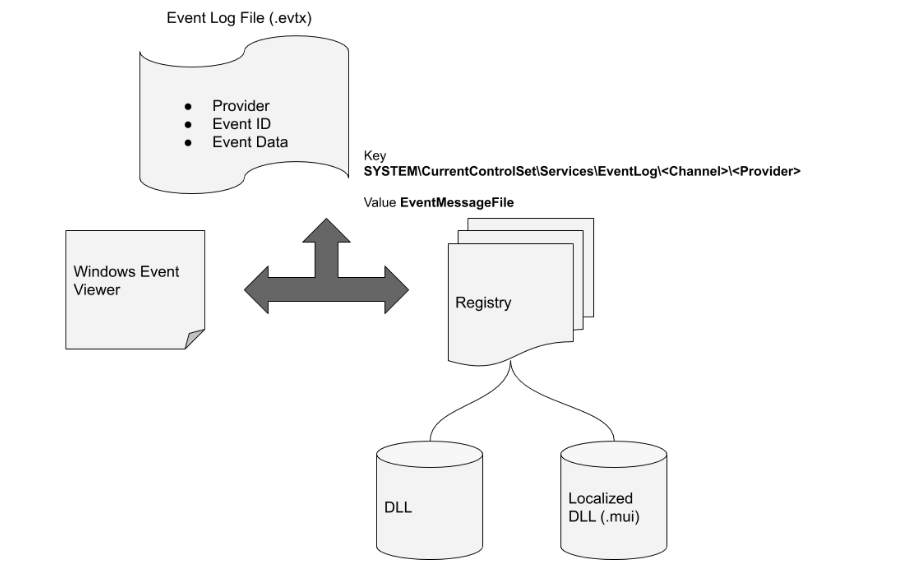 Event Log File (.evtx)
● Provider
● Event ID
● Event Data
Key
SYSTEM\CurrentControlSet\Services\EventLog\<Channel>\<Provider>
Value EventMessageFile
Windows Event
Viewer
Registry
DLL
Localized
DLL (.mui)